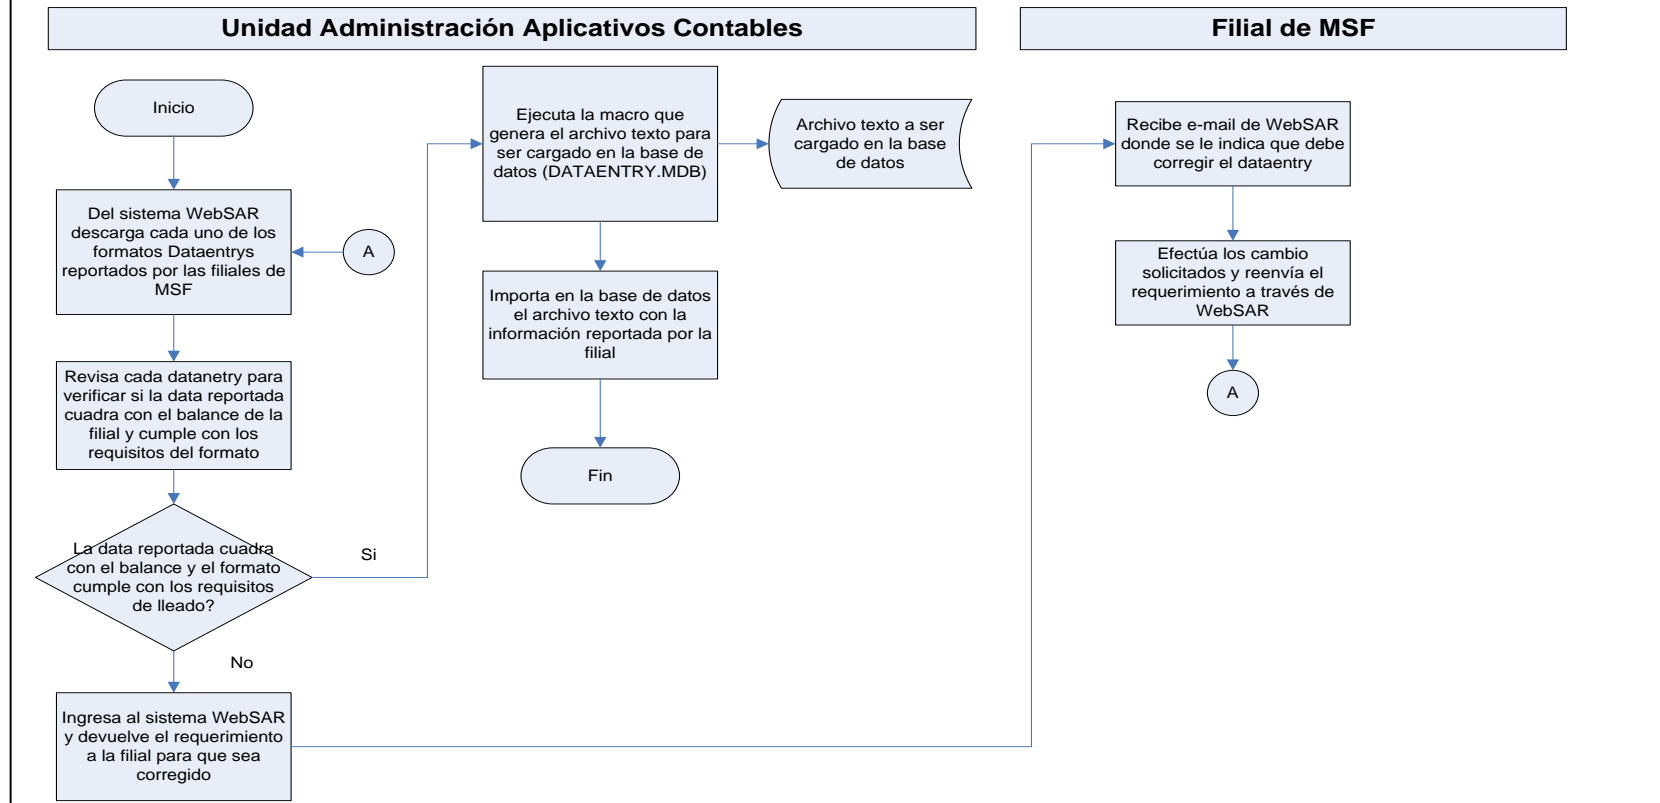 Unidad Administración Aplicativos Contables
Filial de MSF
Inicio
Del sistema WebSAR
descarga cada uno de los
formatos Dataentrys
reportados por las filiales de
MSF
A
Revisa cada datanetry para
verificar si la data reportada
cuadra con el balance de la
filial y cumple con los
requisitos del formato
La data reportada cuadra
con el balance y el formato
cumple con los requisitos
de lleado?
Si
No
Ingresa al sistema WebSAR
y devuelve el requerimiento
a la filial para que sea
corregido
Ejecuta la macro que
genera el archivo texto para
ser cargado en la base de
datos (DATAENTRY.MDB)
Archivo texto a ser
cargado en la base
de datos
Importa en la base de datos
el archivo texto con la
información reportada por la
filial
Fin
Recibe e-mail de WebSAR
donde se le indica que debe
corregir el dataentry
Efectúa los cambio
solicitados y reenvía el
requerimiento a través de
WebSAR
A